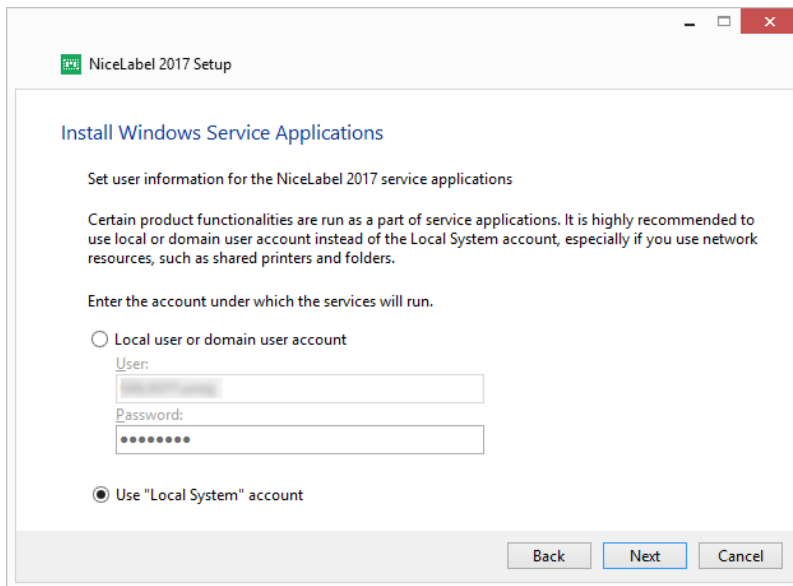 NiceLabel 2017 Setup
Install Windows Service Applications
Set user information for the NiceLabel 2017 service applications
Certain product functionalities are run as a part of service applications. It is highly recommended to
use local or domain user account instead of the Local System account, especially if you use network
resources, such as shared printers and folders.
Enter the account under which the services will run.
Local user or domain user account
User:
Password:
••••••••
Use "Local System" account
Back Next Cancel